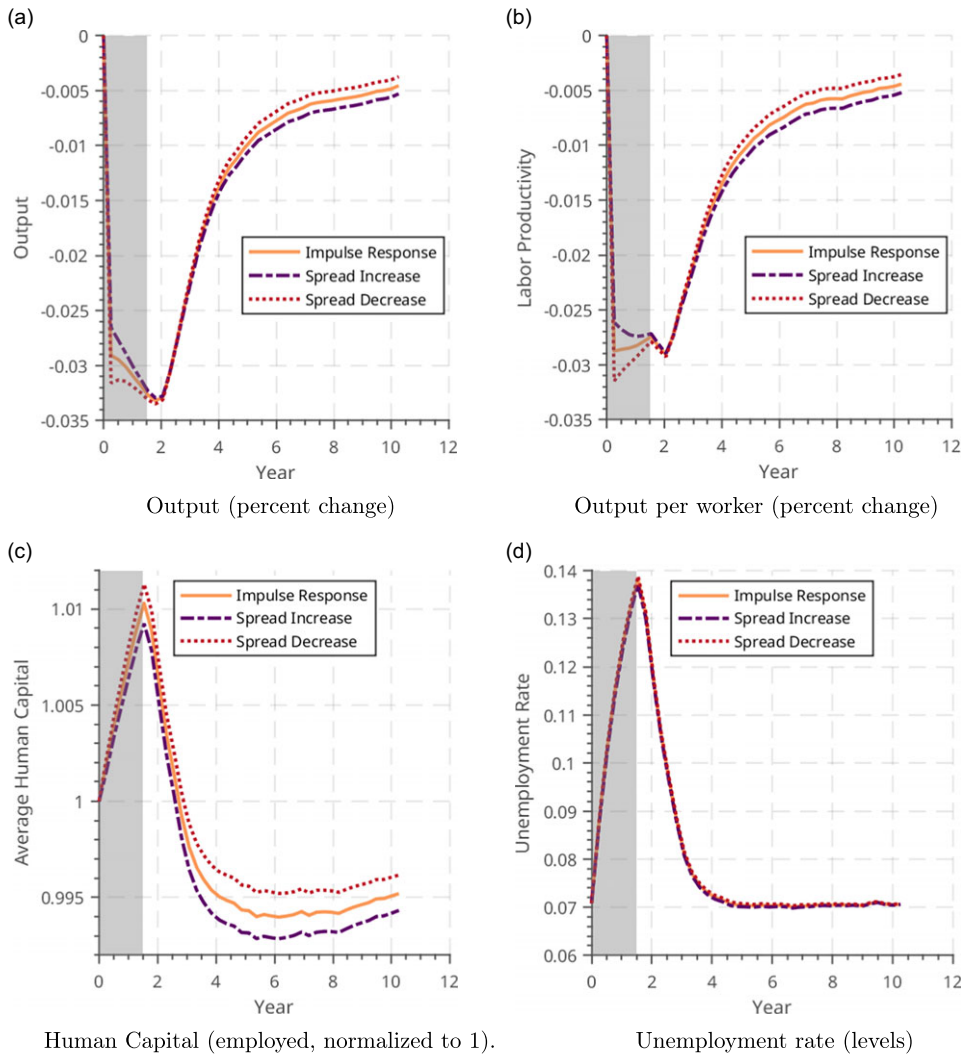 (a)
0
-0.005
-0.01
-0.015
-0.02
-0.025
-0.03
-0.035
Output
Impulse Response
Spread Increase
Spread Decrease
0 2 4 6 8 10 12
Year
Output (percent change)
(b)
0
-0.005
-0.01
-0.015
-0.02
-0.025
-0.03
-0.035
Labor Productivity
Impulse Response
Spread Increase
Spread Decrease
0 2 4 6 8 10 12
Year
Output per worker (percent change)
(c)
1.01
1.005
1
0.995
Average Human Capital
Impulse Response
Spread Increase
Spread Decrease
0 2 4 6 8 10 12
Year
Human Capital (employed, normalized to 1).
(d)
0.14
0.13
0.12
0.11
0.1
0.09
0.08
0.07
0.06
Unemployment Rate
Impulse Response
Spread Increase
Spread Decrease
0 2 4 6 8 10 12
Year
Unemployment rate (levels)